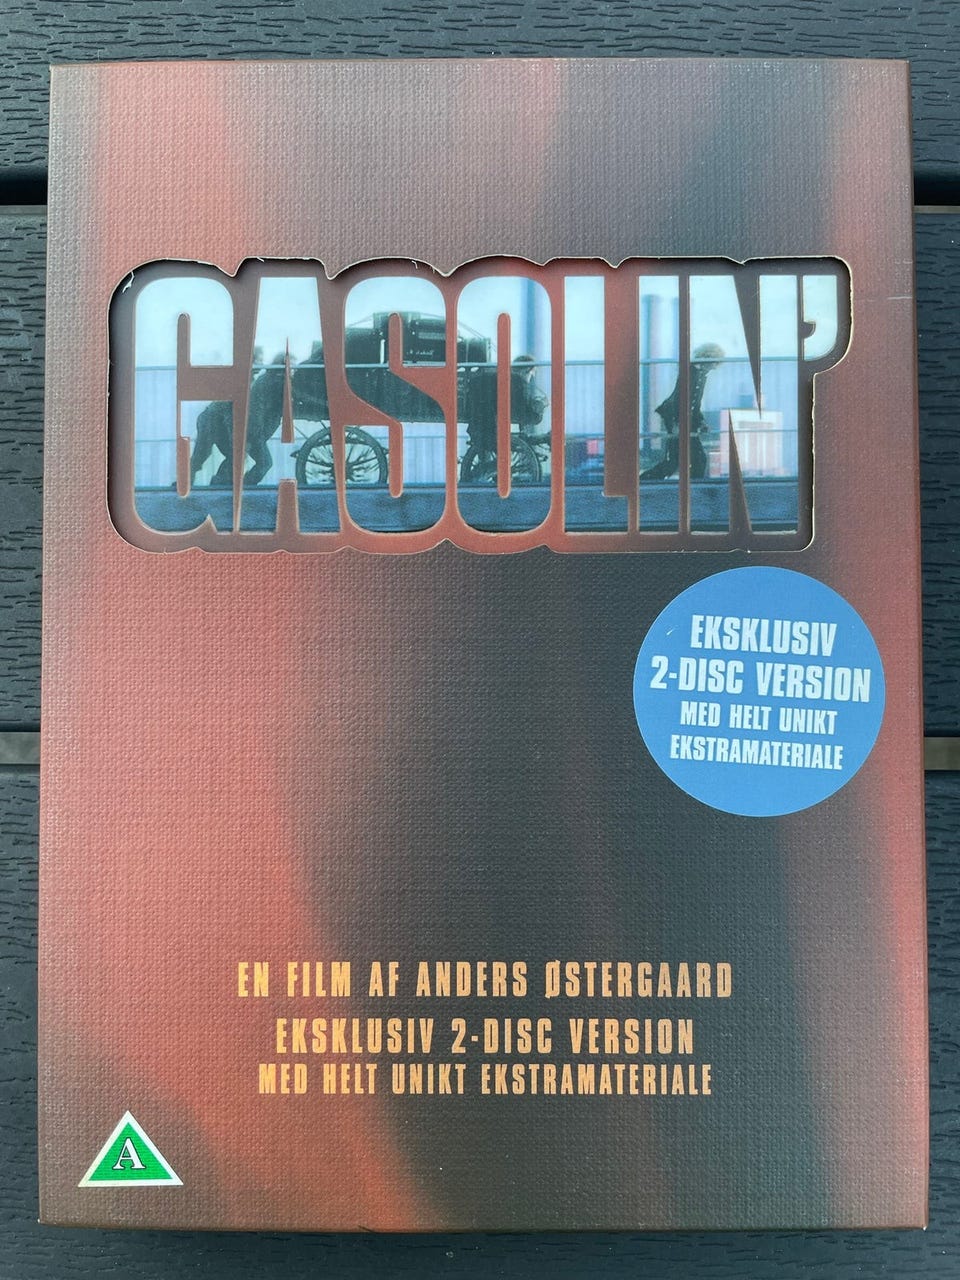 GASOLIN'
EKSKLUSIV
2-DISC VERSION
MED HELT UNIKT
EKSTRAMATERIALE
EN FILM AF ANDERS ØSTERGAARD
EKSKLUSIV 2-DISC VERSION
MED HELT UNIKT EKSTRAMATERIALE
A